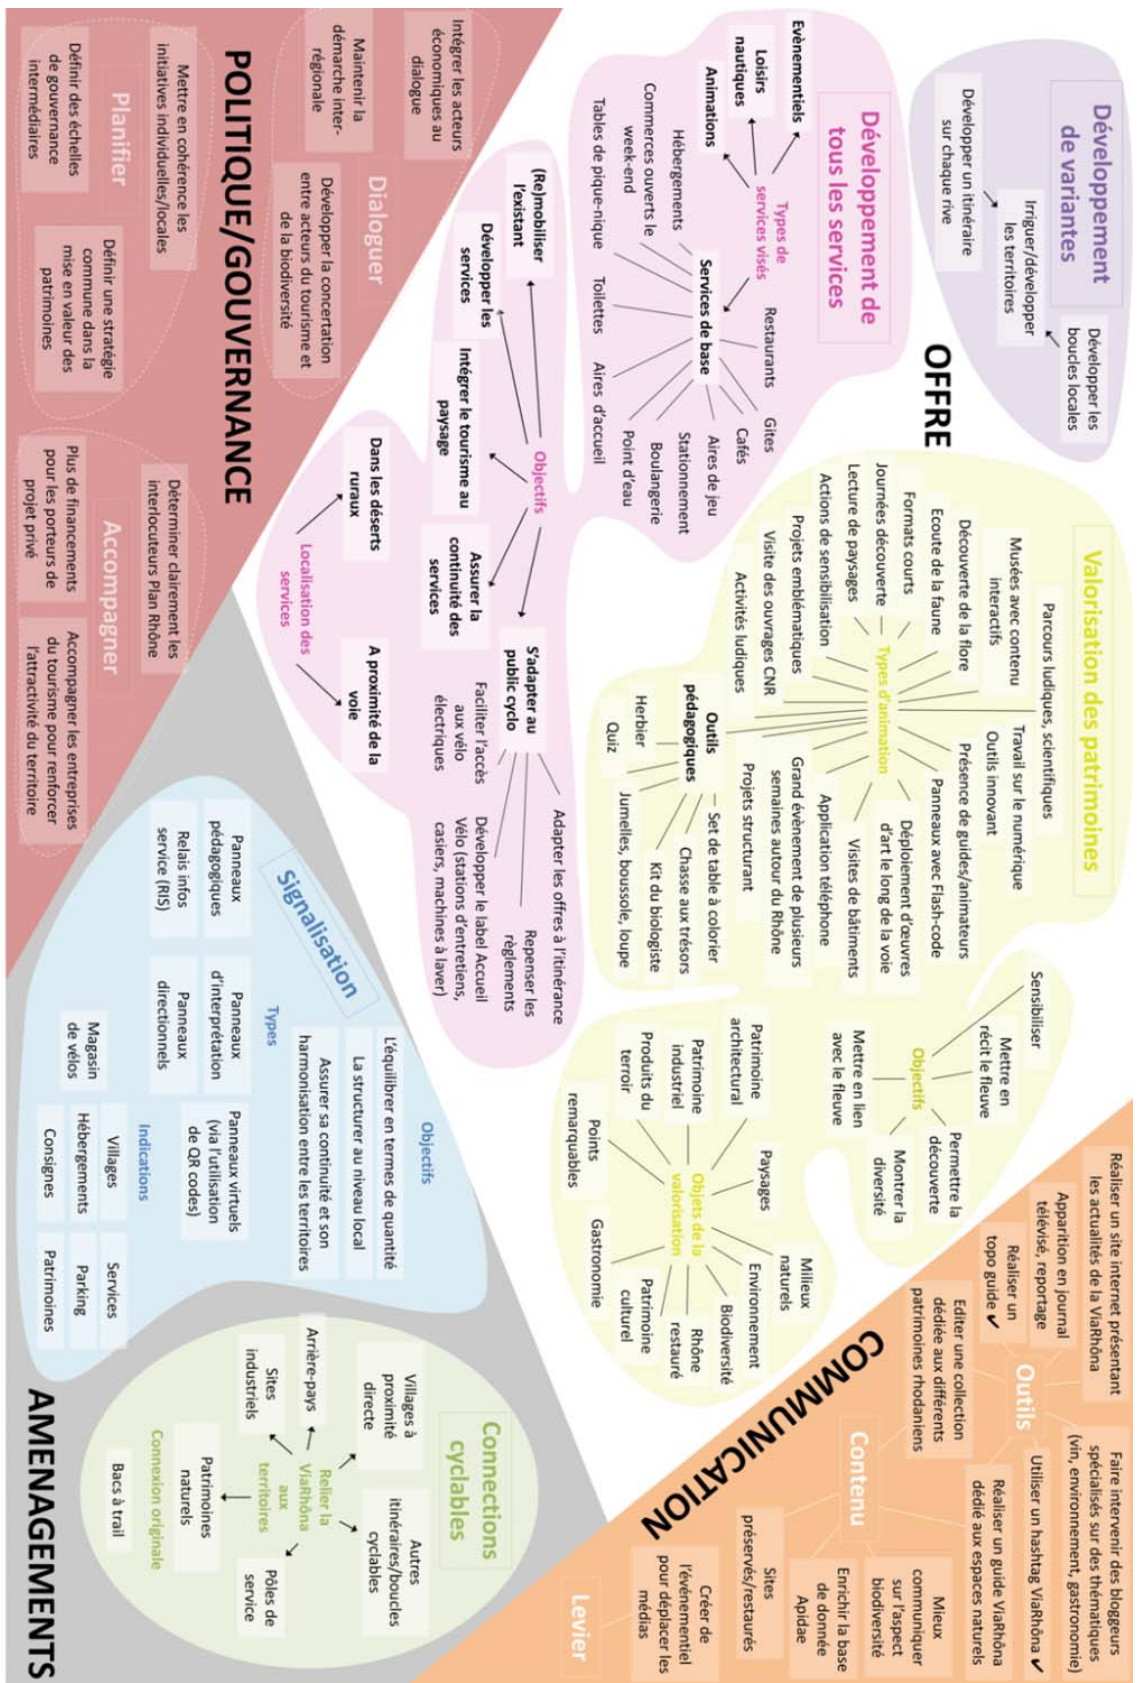 Développement
de variantes
Développer un itinéraire
sur chaque rive
Irriguer/développer
les territoires
Développer les
boucles locales
OFFRE
Développement de
tous les services
Evènementiels
Loisirs
nautiques
Animations
Types de
services visés
Services de base
Hébergements
Commerces ouverts le
week-end
Tables de pique-nique
Toilettes
Aires d'accueil
Restaurants
Gites
Cafés
Aires de jeu
Stationnement
Boulangerie
Point d'eau
Objectifs
(Re)mobiliser
l'existant
Développer les
services
Intégrer le tourisme au
paysage
Assurer la
continuité des
services
S'adapter au
public cyclo
Adapter les offres à l'itinérance
Repenser les
règlements
Développer le label Accueil
Vélo (stations d'entretiens,
casiers, machines à laver)
Faciliter l'accès
aux vélo
électriques
Localisation des
services
Dans les déserts
ruraux
A proximité de la
voie
Valorisation des patrimoines
Types d'animation
Parcours ludiques, scientifiques
Musées avec contenu
interactifs
Découverte de la flore
Ecoute de la faune
Formats courts
Journées découverte
Lecture de paysages
Actions de sensibilisation
Projets emblématiques
Visite des ouvrages CNR
Activités ludiques
Travail sur le numérique
Outils innovant
Présence de guides/animateurs
Panneaux avec Flash-code
Déploiement d'œuvres
d'art le long de la voie
Visites de bâtiments
Application téléphone
Grand évènement de plusieurs
semaines autour du Rhône
Projets structurant
Outils
pédagogiques
Herbier
Quiz
Set de table à colorier
Chasse aux trésors
Kit du biologiste
Jumelles, boussole, loupe
Objectifs
Sensibiliser
Mettre en
récit le fleuve
Permettre la
découverte
Montrer la
diversité
Mettre en lien
avec le fleuve
Objets de la
valorisation
Patrimoine
architectural
Patrimoine
industriel
Produits du
terroir
Points
remarquables
Paysages
Milieux
naturels
Environnement
Biodiversité
Rhône
restauré
Patrimoine
culturel
Gastronomie
COMMUNICATION
Outils
Réaliser un site internet présentant
les actualités de la ViaRhôna
Apparition en journal
télévisé, reportage
Réaliser un
topo guide ✔
Editer une collection
dédiée aux différents
patrimoines rhodaniens
Faire intervenir des bloggeurs
spécialisés sur des thématiques
(vin, environnement, gastronomie)
Utiliser un hashtag ViaRhôna ✔
Réaliser un guide ViaRhôna
dédié aux espaces naturels
Contenu
Mieux
communiquer
sur l'aspect
biodiversité
Enrichir la base
de donnée
Apidae
Sites
préservés/restaurés
Levier
Créer de
l'événementiel
pour déplacer les
médias
POLITIQUE/GOUVERNANCE
Dialoguer
Intégrer les acteurs
économiques au
dialogue
Maintenir la
démarche inter-
régionale
Développer la concertation
entre acteurs du tourisme et
de la biodiversité
Planifier
Mettre en cohérence les
initiatives individuelles/locales
Définir des échelles
de gouvernance
intermédiaires
Définir une stratégie
commune dans la
mise en valeur des
patrimoines
Accompagner
Déterminer clairement les
interlocuteurs Plan Rhône
Plus de financements
pour les porteurs de
projet privé
Accompagner les entreprises
du tourisme pour renforcer
l'attractivité du territoire
AMENAGEMENTS
Signalisation
Types
Panneaux
pédagogiques
Relais infos
service (RIS)
Panneaux
d'interprétation
Panneaux
directionnels
Panneaux virtuels
(via l'utilisation
de QR codes)
Objectifs
L'équilibrer en termes de quantité
La structurer au niveau local
Assurer sa continuité et son
harmonisation entre les territoires
Indications
Magasin
de vélos
Villages
Hébergements
Consignes
Services
Parking
Patrimoines
Connections
cyclables
Relier la
ViaRhôna
aux
territoires
Villages à
proximité
directe
Arrière-pays
Sites
industriels
Autres
itinéraires/boucles
cyclables
Pôles de
service
Patrimoines
naturels
Connexion originale
Bacs à trail